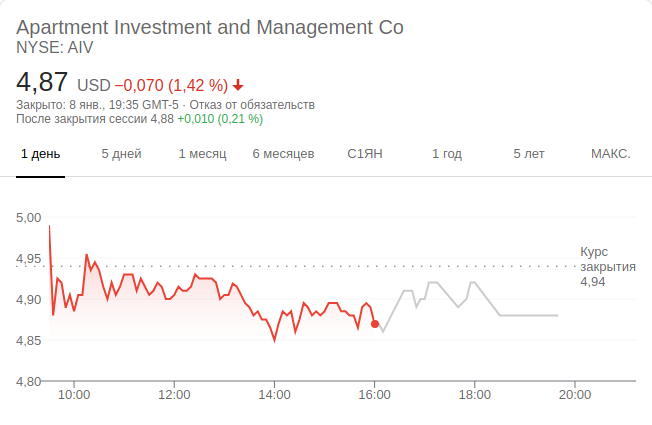 Apartment Investment and Management Co
NYSE: AIV
4,87 USD −0,070 (1,42 %)
Закрыто: 8 янв., 19:35 GMT-5 · Отказ от обязательств
После закрытия сессии 4,88 +0,010 (0,21 %)
1 день 5 дней 1 месяц 6 месяцев С1ЯН 1 год 5 лет МАКС.
5,00
4,95
4,90
4,85
4,80
Курс
закрытия
4,94
10:00 12:00 14:00 16:00 18:00 20:00